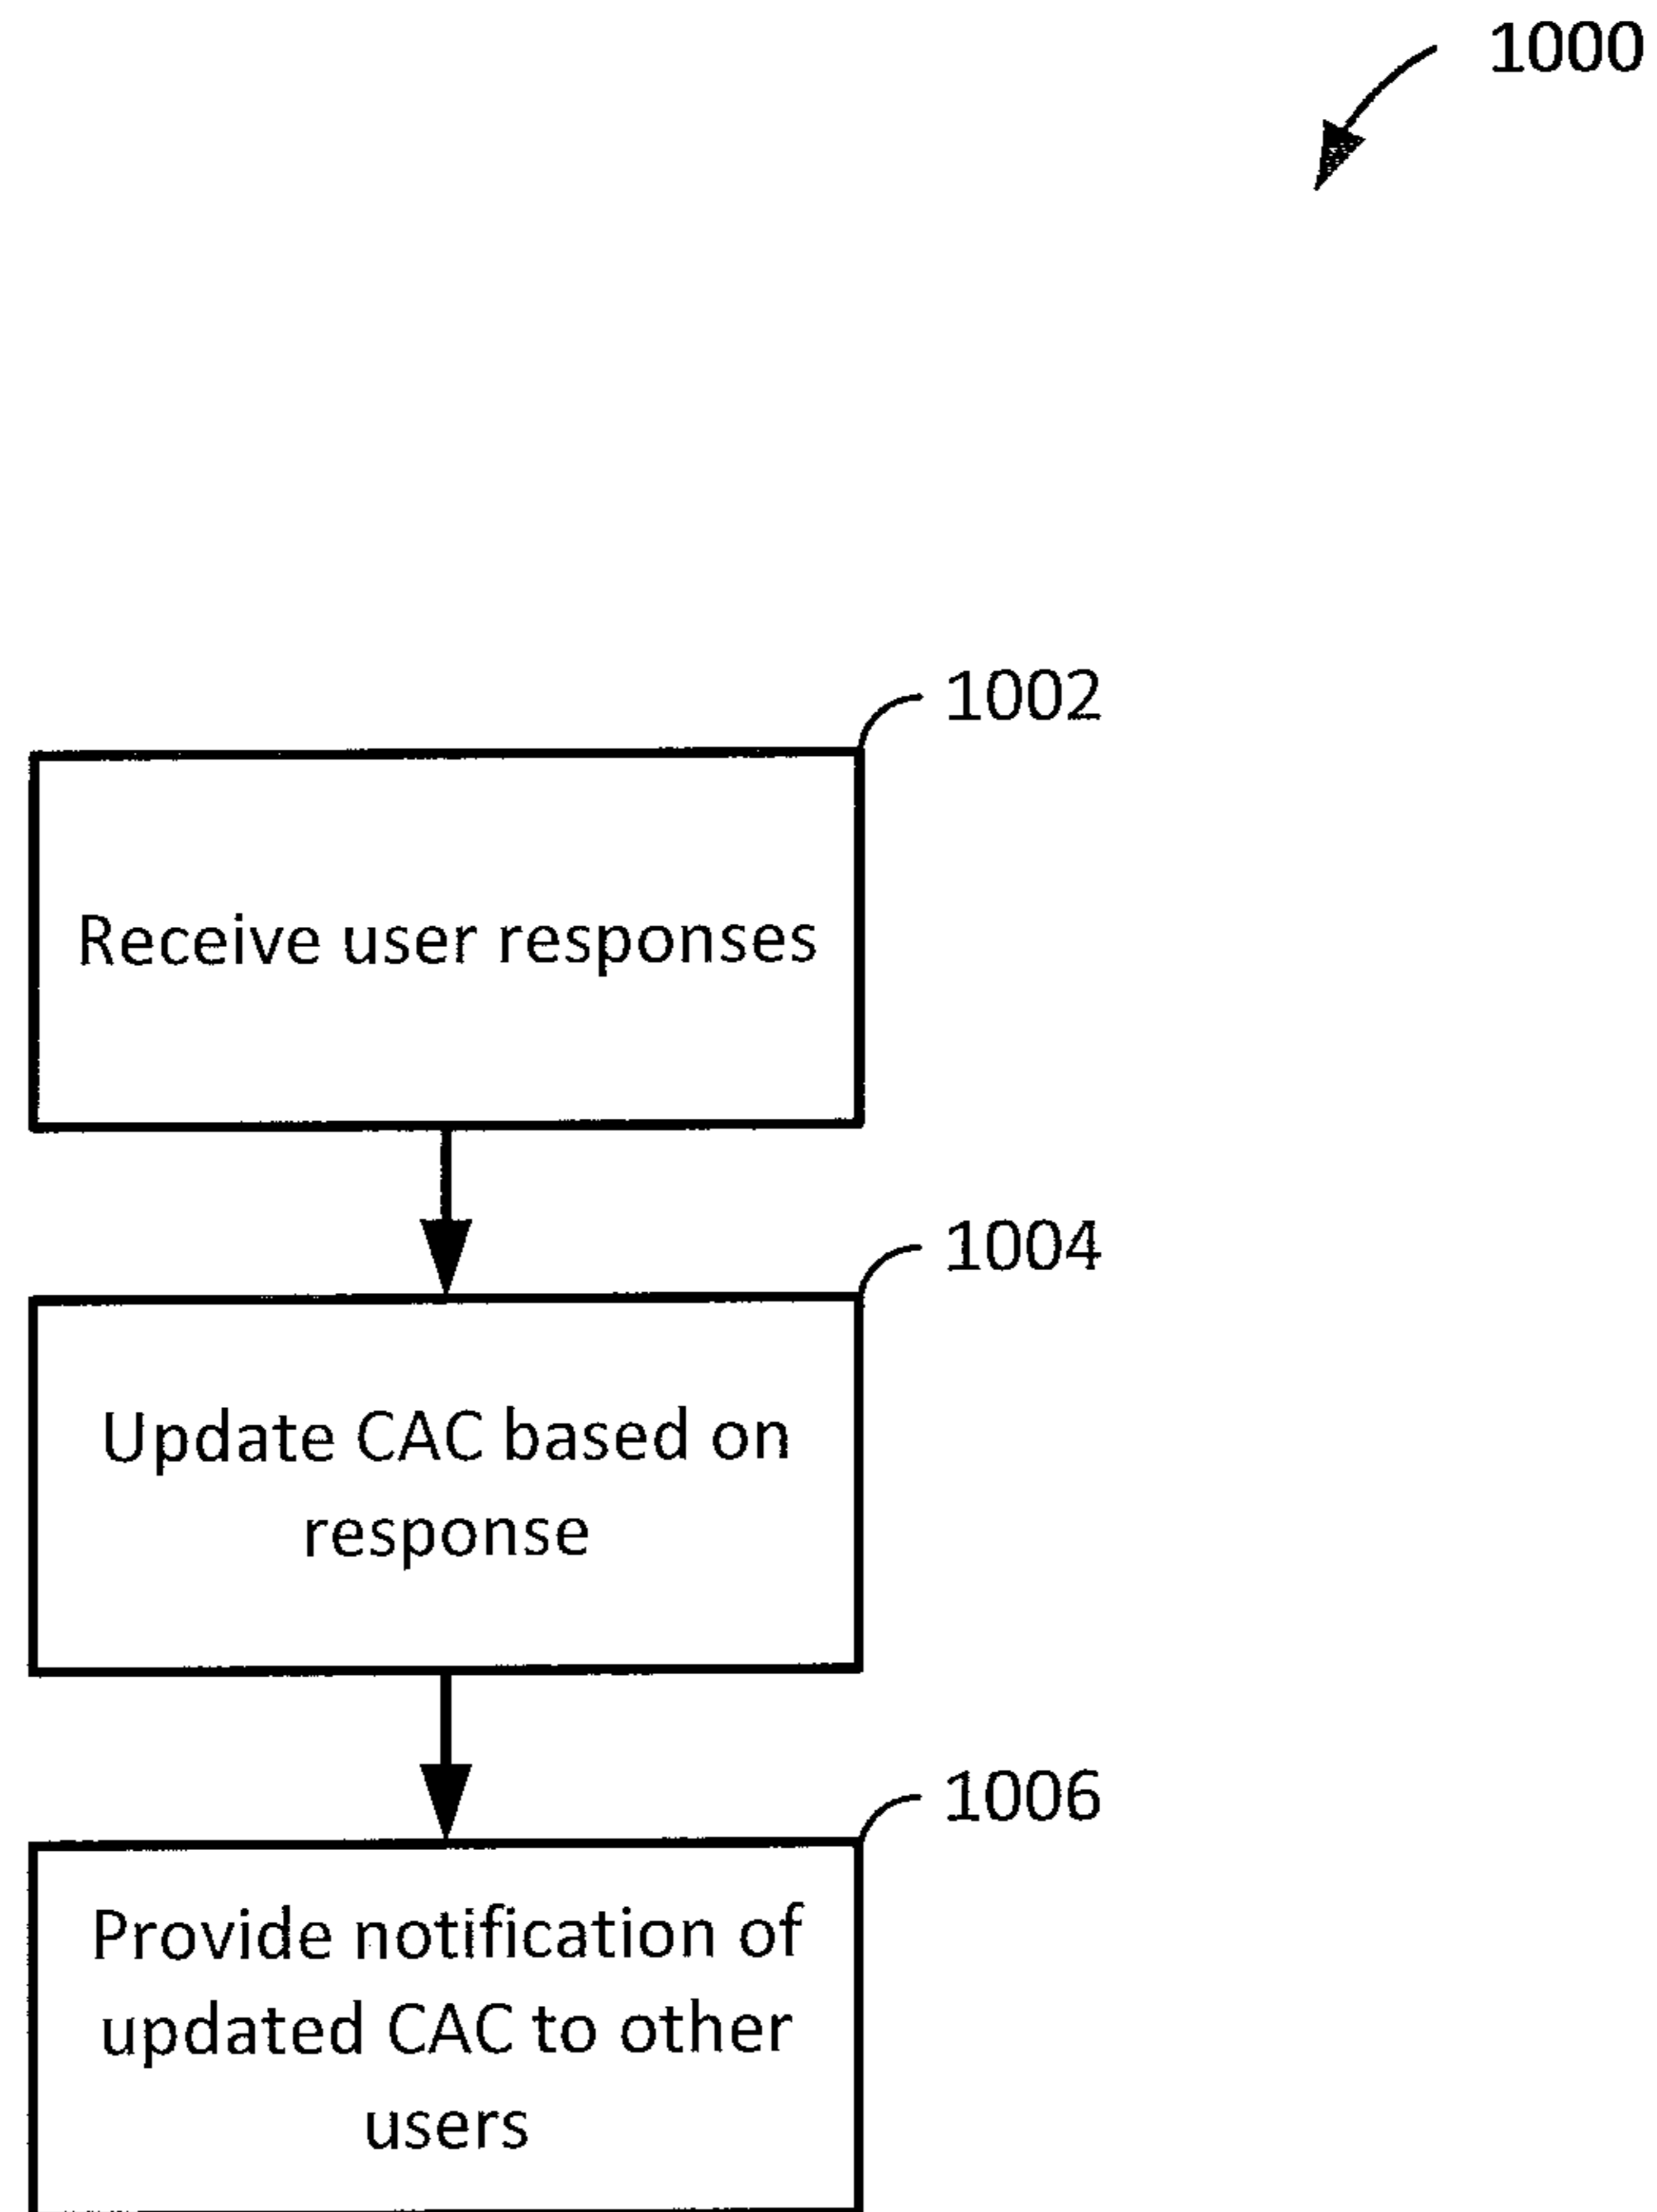 1000
1002
Receive user responses
1004
Update CAC based on
response
1006
Provide notification of
updated CAC to other
users